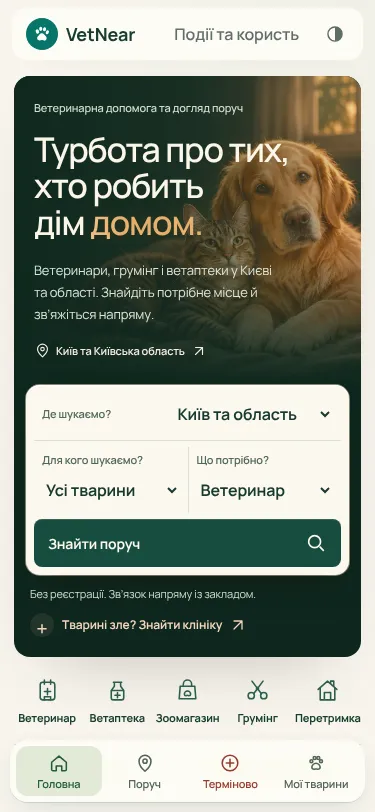 VetNear
Події та користь
Ветеринарна допомога та догляд поруч
Турбота про тих,
хто робить
дім домом.
Ветеринари, грумінг і ветаптеки у Києві
та області. Знайдіть потрібне місце й
зв'яжіться напряму.
Київ та Київська область
Де шукаємо?
Київ та область
Для кого шукаємо?
Що потрібно?
Усі тварини
Ветеринар
Знайти поруч
Без реєстрації. Зв'язок напряму із закладом.
Тварині зле? Знайти клініку
Ветеринар
Ветаптека
Зоомагазин
Грумінг
Перетримка
Головна
Поруч
Терміново
Мої тварини